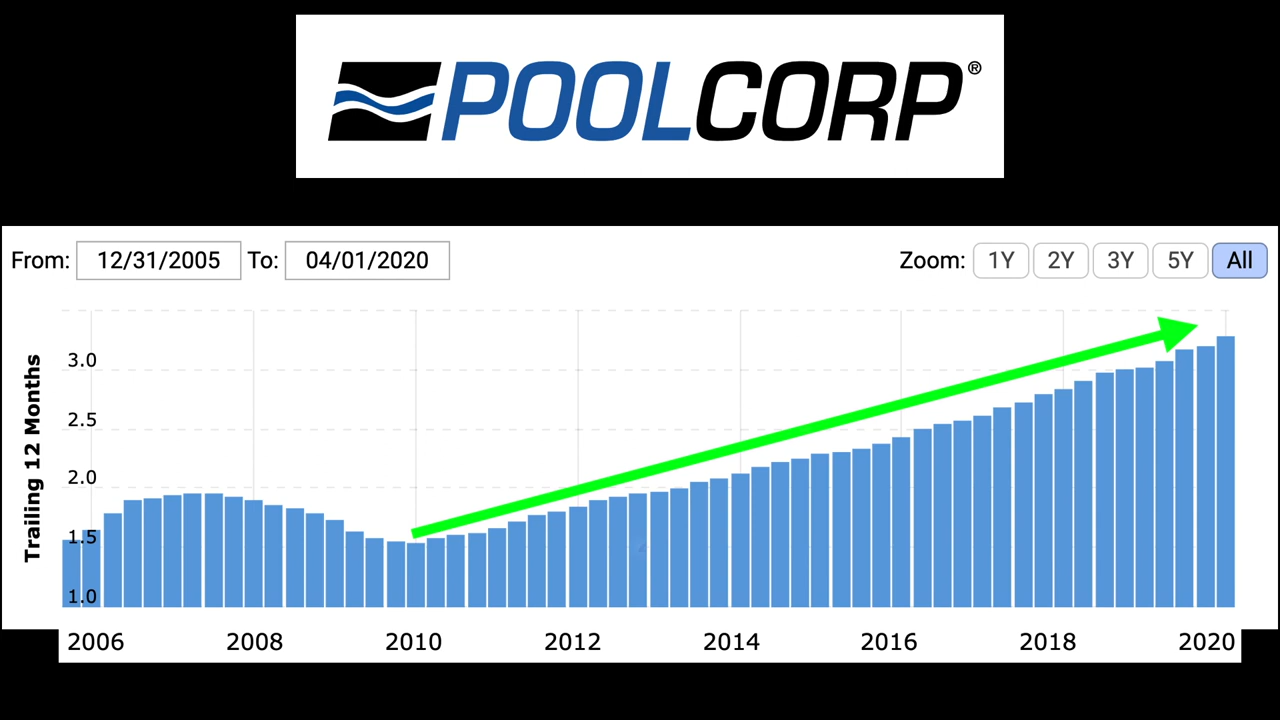 POOLCORP®
From: 12/31/2005 To: 04/01/2020 Zoom: 1Y 2Y 3Y 5Y All
Trailing 12 Months
3.0
2.5
2.0
1.5
1.0
2006 2008 2010 2012 2014 2016 2018 2020